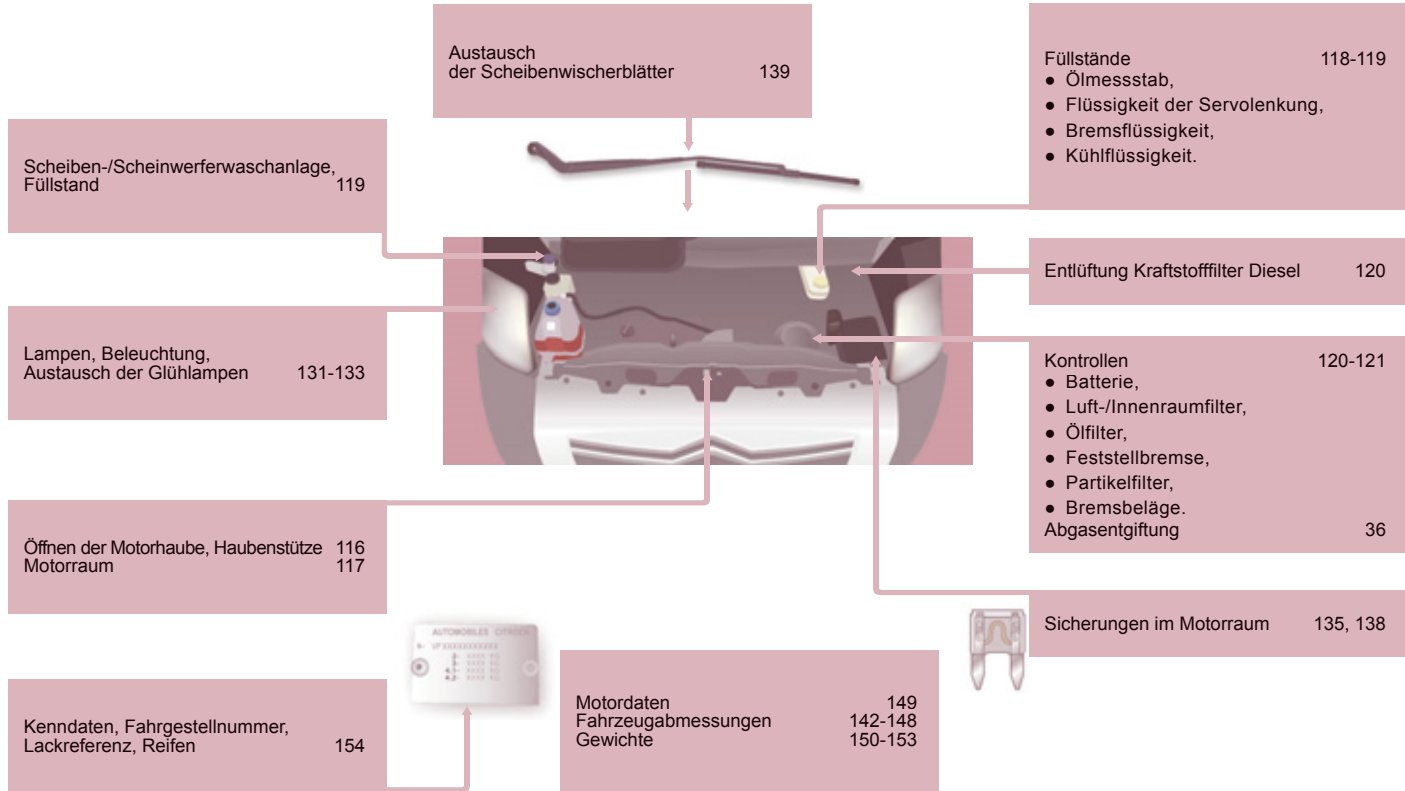 Austausch
der Scheibenwischerblätter 139
Füllstände 118-119
● Ölmessstab,
● Flüssigkeit der Servolenkung,
● Bremsflüssigkeit,
● Kühlflüssigkeit.
Scheiben-/Scheinwerferwaschanlage,
Füllstand 119
Entlüftung Kraftstofffilter Diesel 120
Lampen, Beleuchtung,
Austausch der Glühlampen 131-133
Kontrollen 120-121
● Batterie,
● Luft-/Innenraumfilter,
● Ölfilter,
● Feststellbremse,
● Partikelfilter,
● Bremsbeläge.
Abgasentgiftung 36
Öffnen der Motorhaube, Haubenstütze 116
Motorraum 117
Sicherungen im Motorraum 135, 138
AUTOMOBILES CITROËN
Kenndaten, Fahrgestellnummer,
Lackreferenz, Reifen 154
Motordaten 149
Fahrzeugabmessungen 142-148
Gewichte 150-153